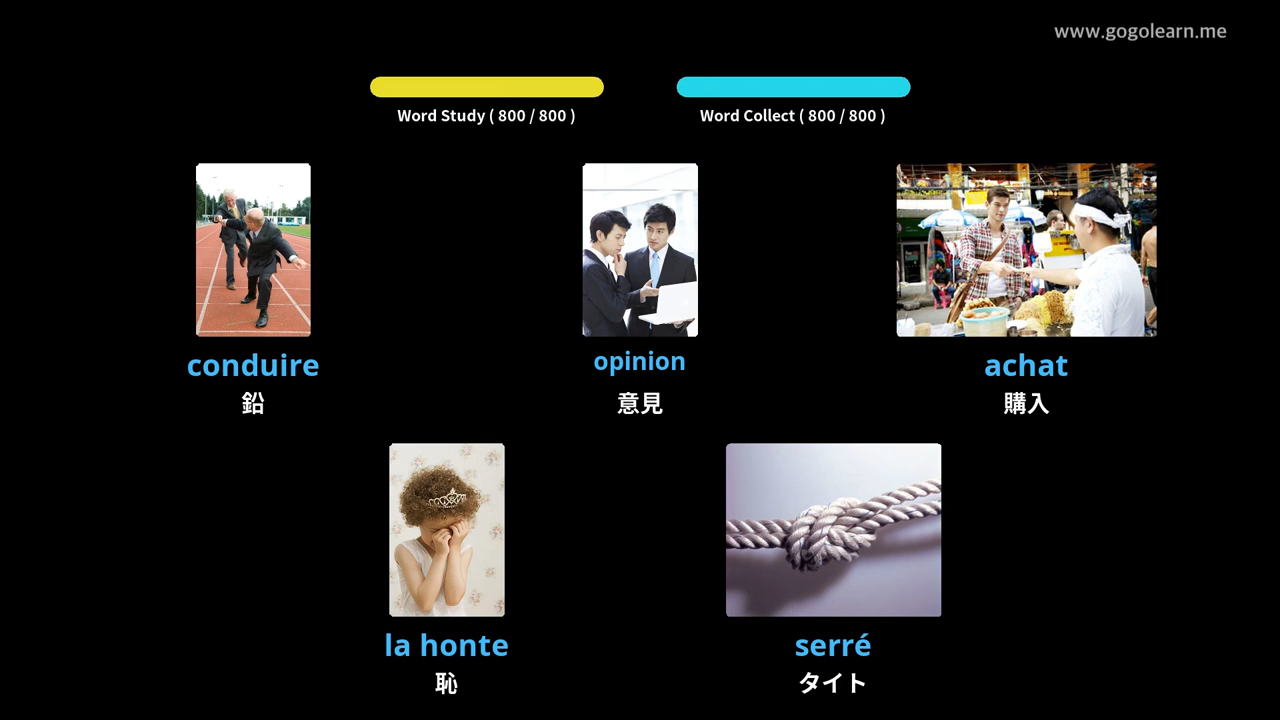 www.gogolearn.me
Word Study ( 800 / 800 )
Word Collect ( 800 / 800 )
conduire
鉛
opinion
意見
achat
購入
la honte
恥
serré
タイト